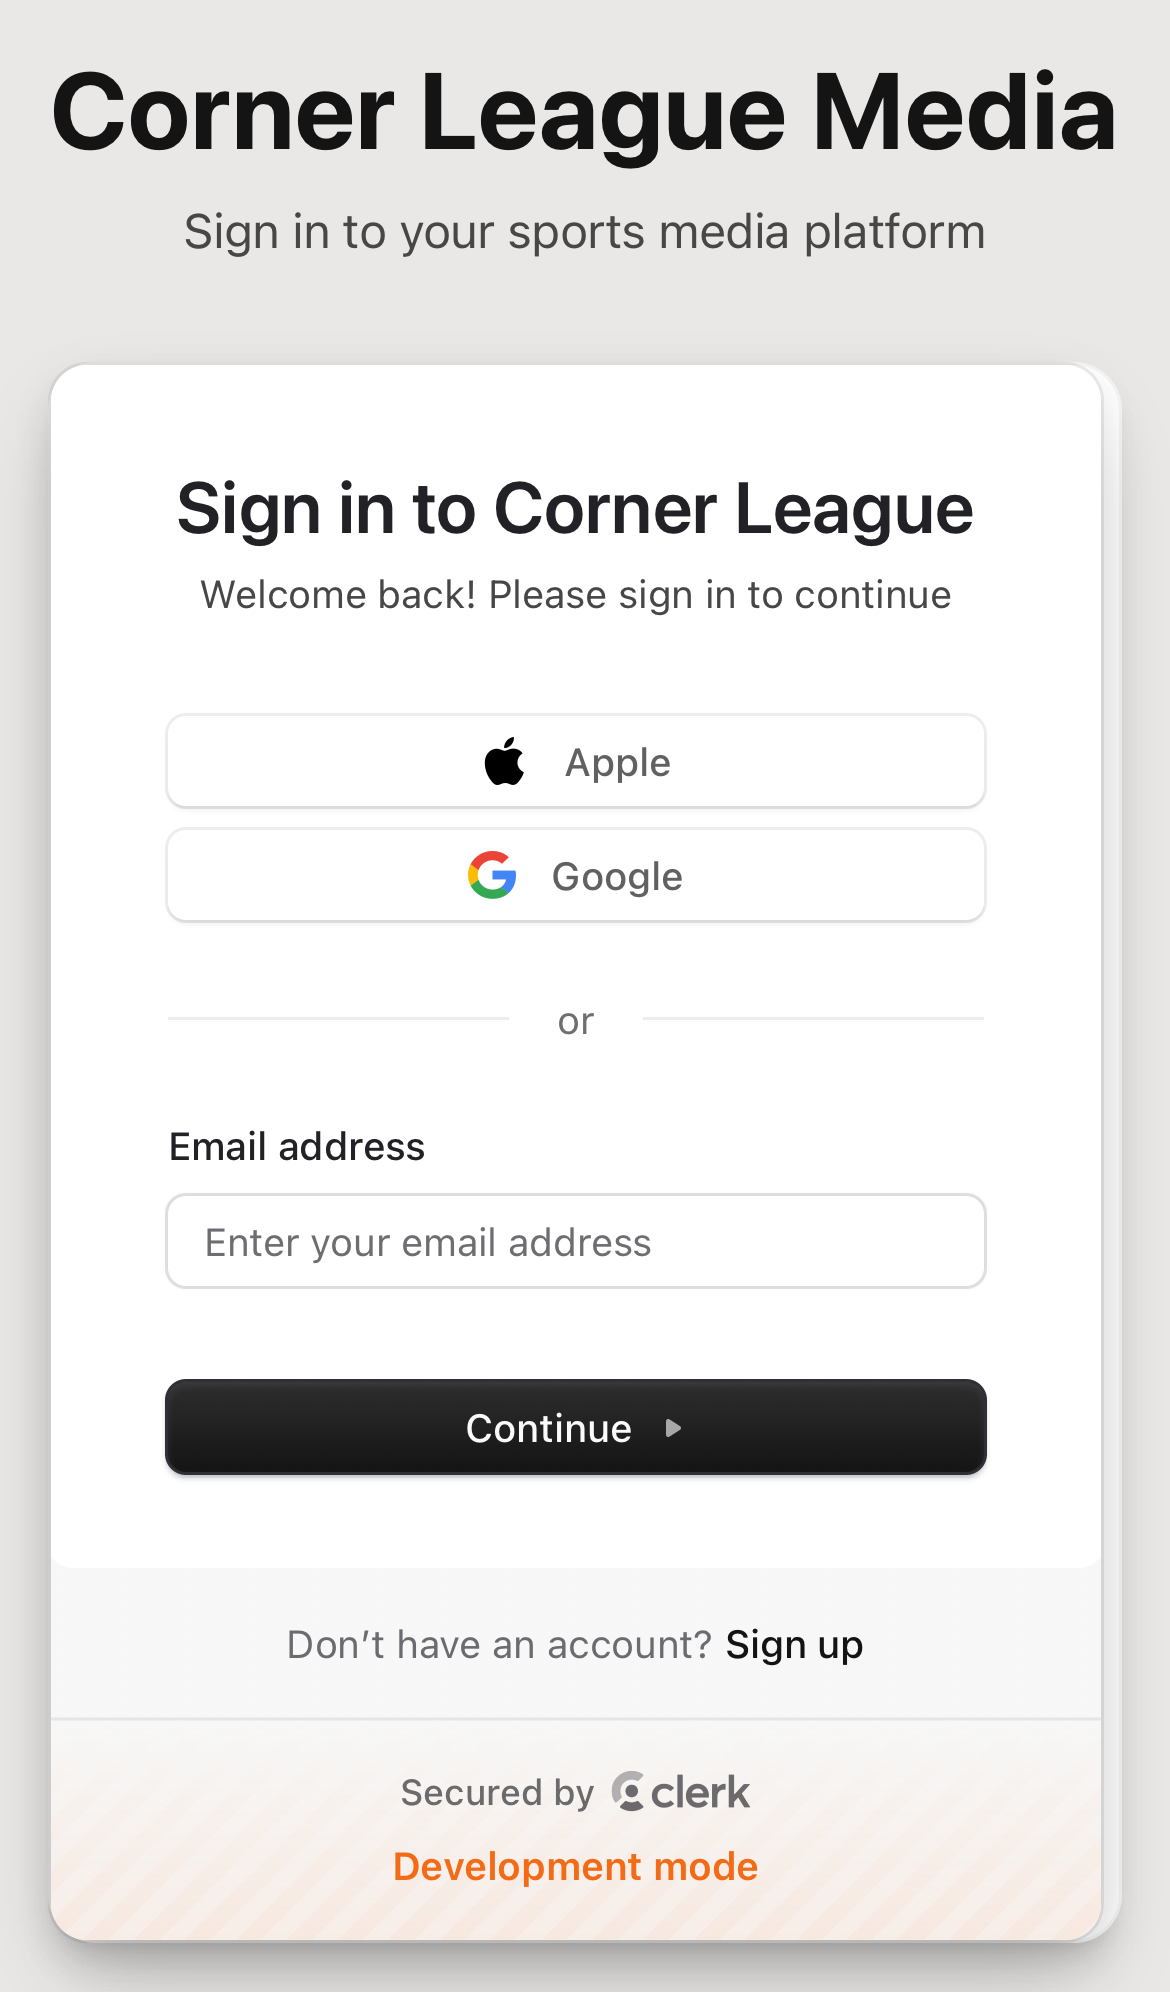 Corner League Media
Sign in to your sports media platform
Sign in to Corner League
Welcome back! Please sign in to continue
Apple
Google
or
Email address
Enter your email address
Continue
Don’t have an account? Sign up
Secured by clerk
Development mode